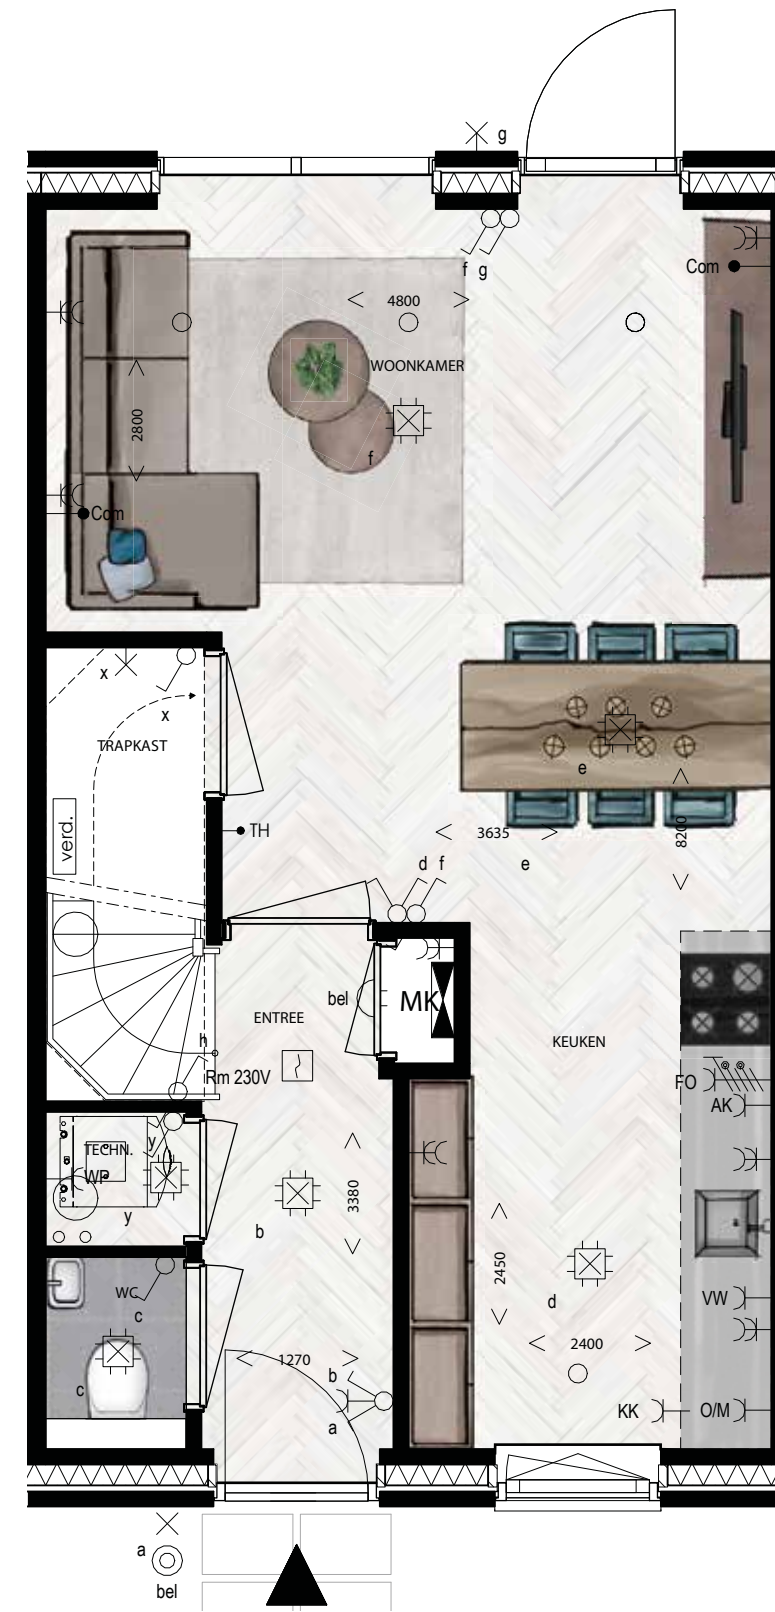 g
f g
Com
4800
WOONKAMER
2800
f
Com
x
x
TRAPKAST
e
verd.
TH
3635
8200
d f
e
bel
MK
ENTREE
h
KEUKEN
Rm 230V
FO
AK
TECHN.
y
WP
y
3380
b
2450
WC
c
d
VW
2400
1270
c
b
a
KK
O/M
a
bel